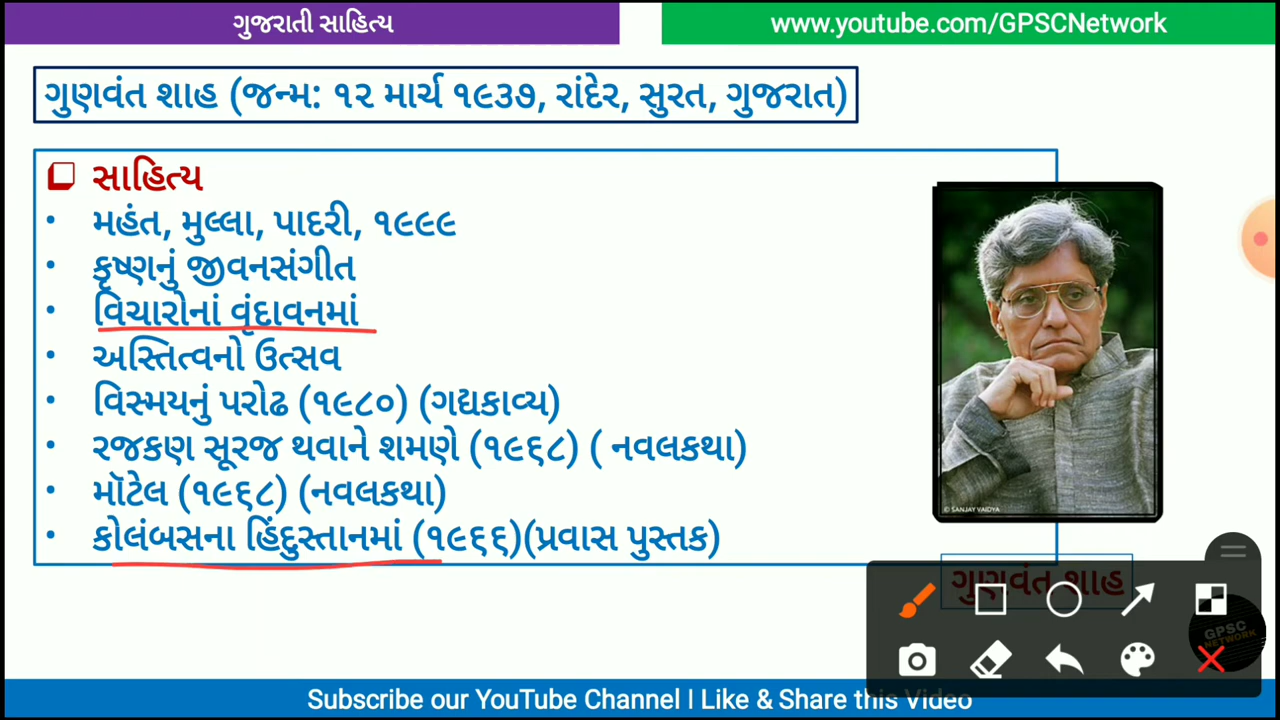 ગુજરાતી સાહિત્ય
www.youtube.com/GPSCNetwork
ગુણવંત શાહ (જન્મ: ૧૨ માર્ચ ૧૯૩૭, રાંદેર, સુરત, ગુજરાત)
સાહિત્ય
• મહંત, મુલ્લા, પાદરી, ૧૯૯૯
• કૃષ્ણનું જીવનસંગીત
• વિચારોનાં વૃંદાવનમાં
• અસ્તિત્વનો ઉત્સવ
• વિસ્મયનું પરોઢ (૧૯૮૦) (ગદ્યકાવ્ય)
• રજકણ સૂરજ થવાને શમણે (૧૯૬૮) ( નવલકથા)
• મૉટેલ (૧૯૬૮) (નવલકથા)
• કોલંબસના હિંદુસ્તાનમાં (૧૯૬૬)(પ્રવાસ પુસ્તક)
© SANJAY VAIDYA
ગુણવંત શાહ
GPSC
NETWORK
Subscribe our YouTube Channel l Like & Share this Video